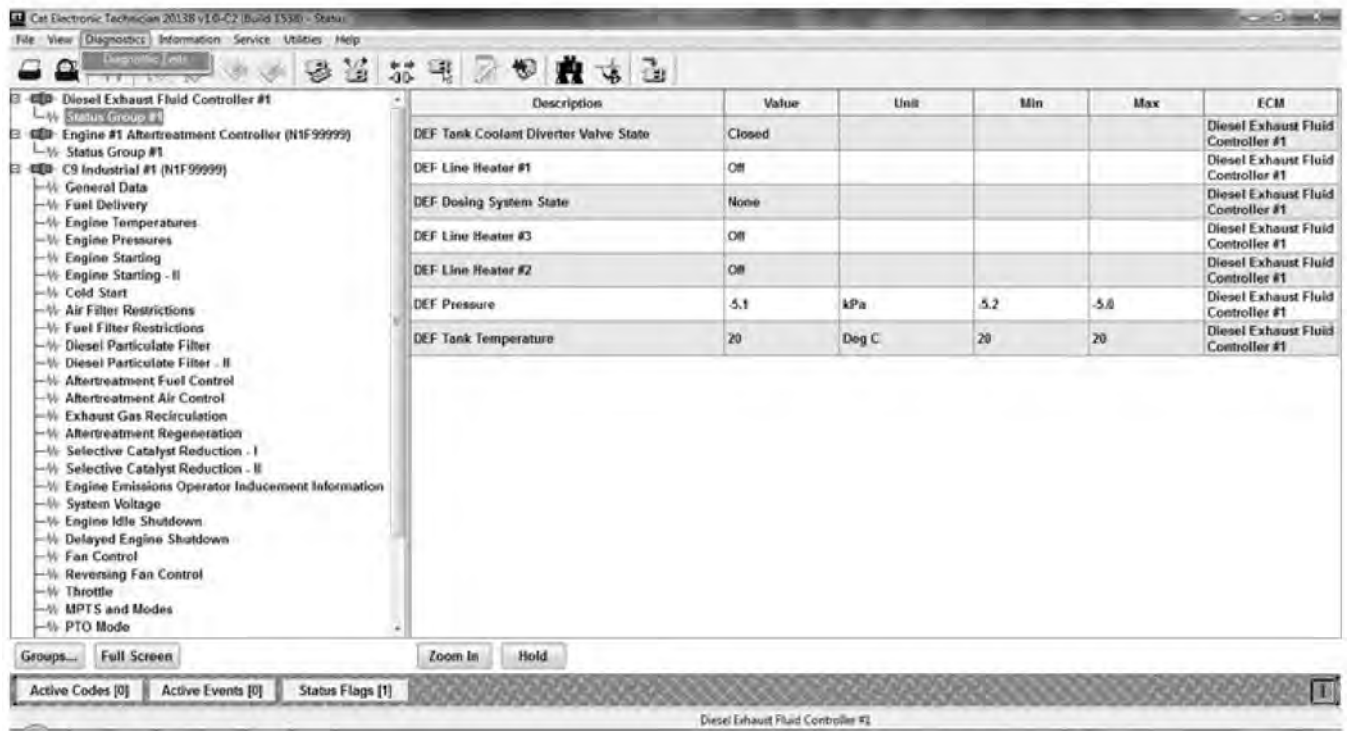 Cat Electronic Technician 2013B v1.0-C2 (Build 1538) - Status
File View Diagnostics Information Service Utilities Help
Diagnostic Tests
Diesel Exhaust Fluid Controller #1
Status Group #1
Engine #1 Aftertreatment Controller (N1F99999)
Status Group #1
C9 Industrial #1 (N1F99999)
General Data
Fuel Delivery
Engine Temperatures
Engine Pressures
Engine Starting
Engine Starting - II
Cold Start
Air Filter Restrictions
Fuel Filter Restrictions
Diesel Particulate Filter
Diesel Particulate Filter - II
Aftertreatment Fuel Control
Aftertreatment Air Control
Exhaust Gas Recirculation
Aftertreatment Regeneration
Selective Catalyst Reduction - I
Selective Catalyst Reduction - II
Engine Emissions Operator Inducement Information
System Voltage
Engine Idle Shutdown
Delayed Engine Shutdown
Fan Control
Reversing Fan Control
Throttle
MPTS and Modes
PTO Mode
Description Value Unit Min Max ECM
DEF Tank Coolant Diverter Valve State Closed Diesel Exhaust Fluid
Controller #1
DEF Line Heater #1 Off Diesel Exhaust Fluid
Controller #1
DEF Dosing System State None Diesel Exhaust Fluid
Controller #1
DEF Line Heater #3 Off Diesel Exhaust Fluid
Controller #1
DEF Line Heater #2 Off Diesel Exhaust Fluid
Controller #1
DEF Pressure -5.1 kPa -5.2 -5.0 Diesel Exhaust Fluid
Controller #1
DEF Tank Temperature 20 Deg C 20 20 Diesel Exhaust Fluid
Controller #1
Groups... Full Screen Zoom In Hold
Active Codes [0] Active Events [0] Status Flags [1]
Diesel Exhaust Fluid Controller #1